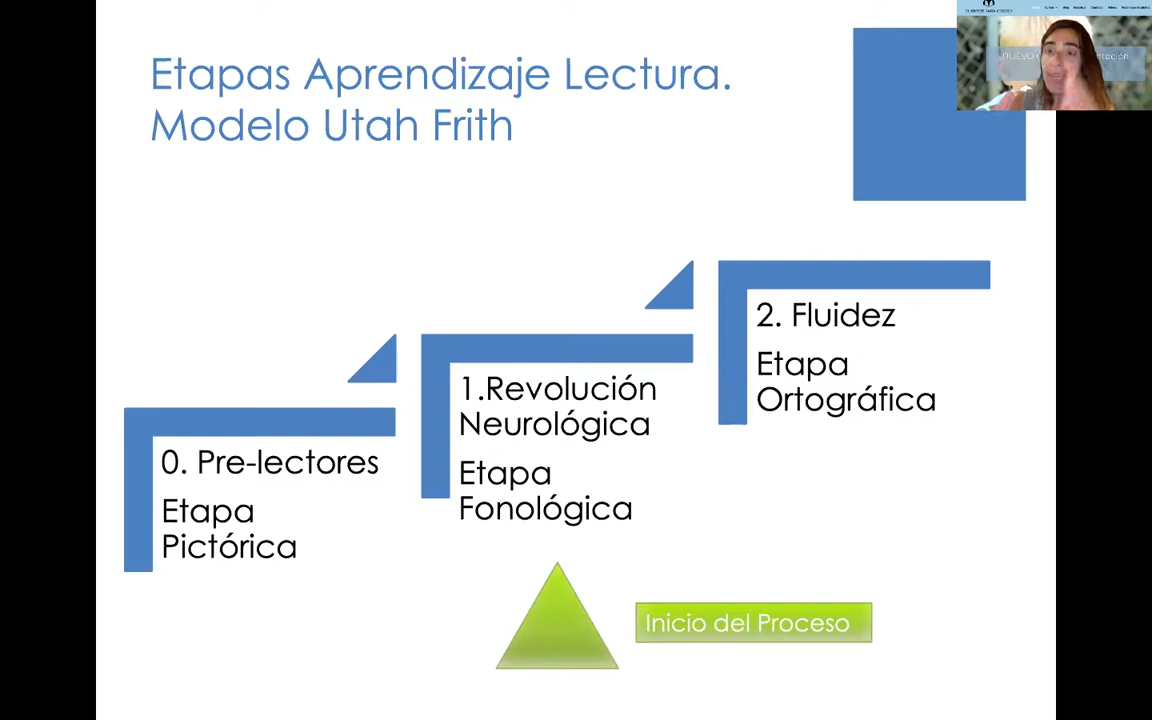 Etapas Aprendizaje Lectura.
Modelo Utah Frith
0. Pre-lectores
Etapa
Pictórica
1.Revolución
Neurológica
Etapa
Fonológica
2. Fluidez
Etapa
Ortográfica
Inicio del Proceso